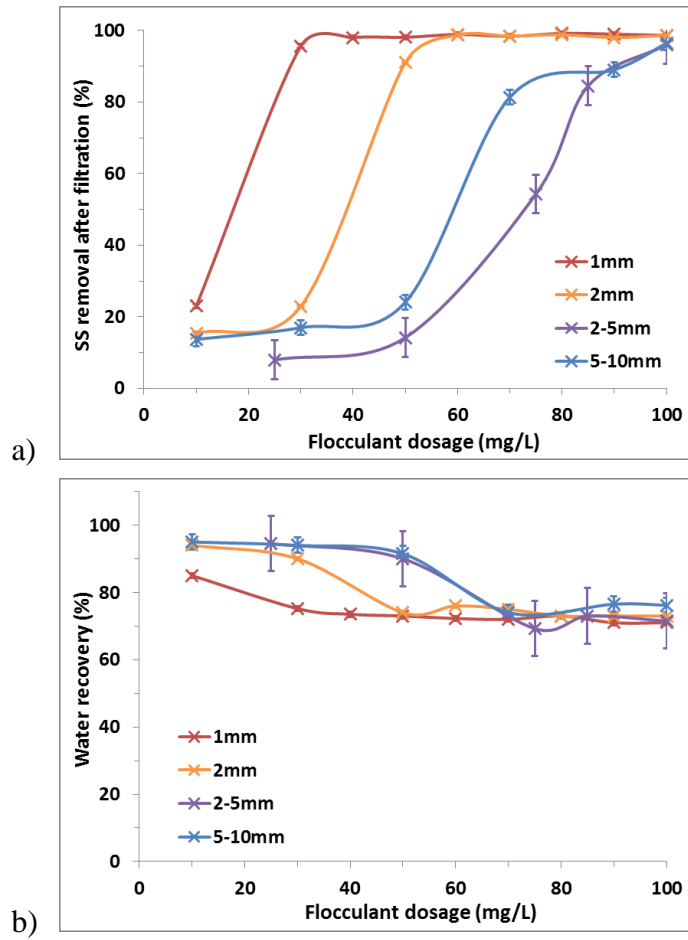 100
80
60
40
20
0
SS removal after filtration (%)
1mm
2mm
2-5mm
5-10mm
0 20 40 60 80 100
Flocculant dosage (mg/L)
a)
100
80
60
40
20
0
Water recovery (%)
1mm
2mm
2-5mm
5-10mm
0 20 40 60 80 100
Flocculant dosage (mg/L)
b)